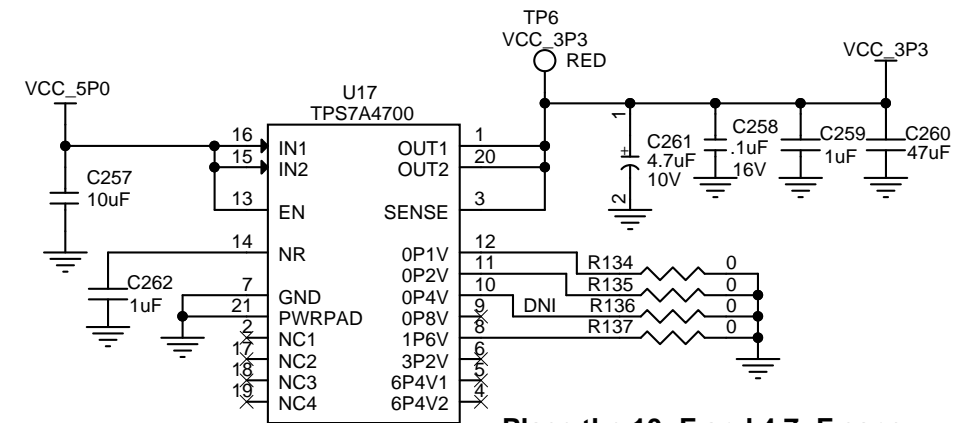 TP6
VCC_3P3
RED
VCC_3P3
VCC_5P0
U17
TPS7A4700
16
IN1
OUT1
1
15
IN2
OUT2
20
13
EN
SENSE
3
14
NR
0P1V
12
0P2V
11
7
GND
0P4V
10
21
PWRPAD
0P8V
9
2
NC1
1P6V
8
17
NC2
3P2V
6
18
NC3
6P4V1
5
19
NC4
6P4V2
4
C257
10uF
C262
1uF
1
+
2
C261
4.7uF
10V
C258
.1uF
16V
C259
1uF
C260
47uF
R134
0
R135
0
DNI
R136
0
R137
0